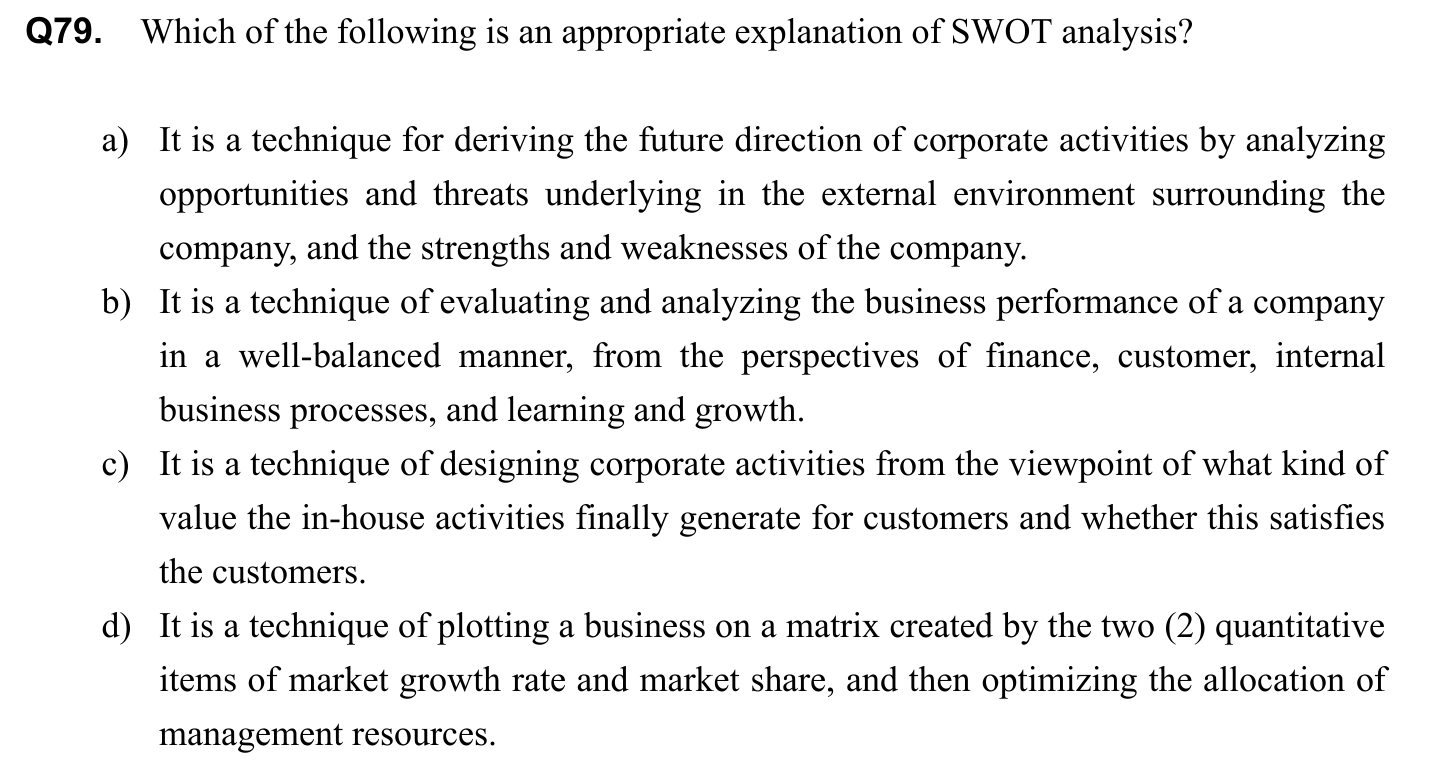 Q79. Which of the following is an appropriate explanation of SWOT analysis?
a) It is a technique for deriving the future direction of corporate activities by analyzing
opportunities and threats underlying in the external environment surrounding the
company, and the strengths and weaknesses of the company.
b) It is a technique of evaluating and analyzing the business performance of a company
in a well-balanced manner, from the perspectives of finance, customer, internal
business processes, and learning and growth.
c) It is a technique of designing corporate activities from the viewpoint of what kind of
value the in-house activities finally generate for customers and whether this satisfies
the customers.
d) It is a technique of plotting a business on a matrix created by the two (2) quantitative
items of market growth rate and market share, and then optimizing the allocation of
management resources.